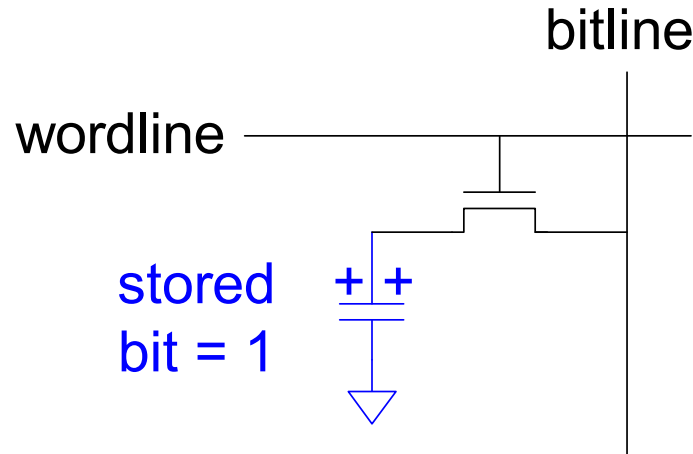 bitline
wordline
+ +
stored
bit = 1